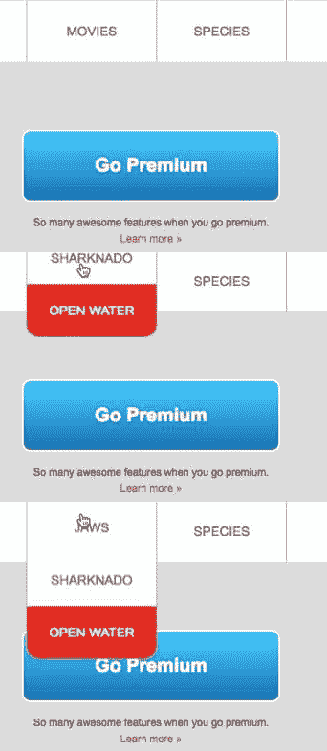 MOVIES SPECIES
Go Premium
So many awesome features when you go premium.
Learn more »
SHARKNADO
SPECIES
OPEN WATER
Go Premium
So many awesome features when you go premium.
Learn more »
JAWS SPECIES
SHARKNADO
OPEN WATER
Go Premium
So many awesome features when you go premium.
Learn more »